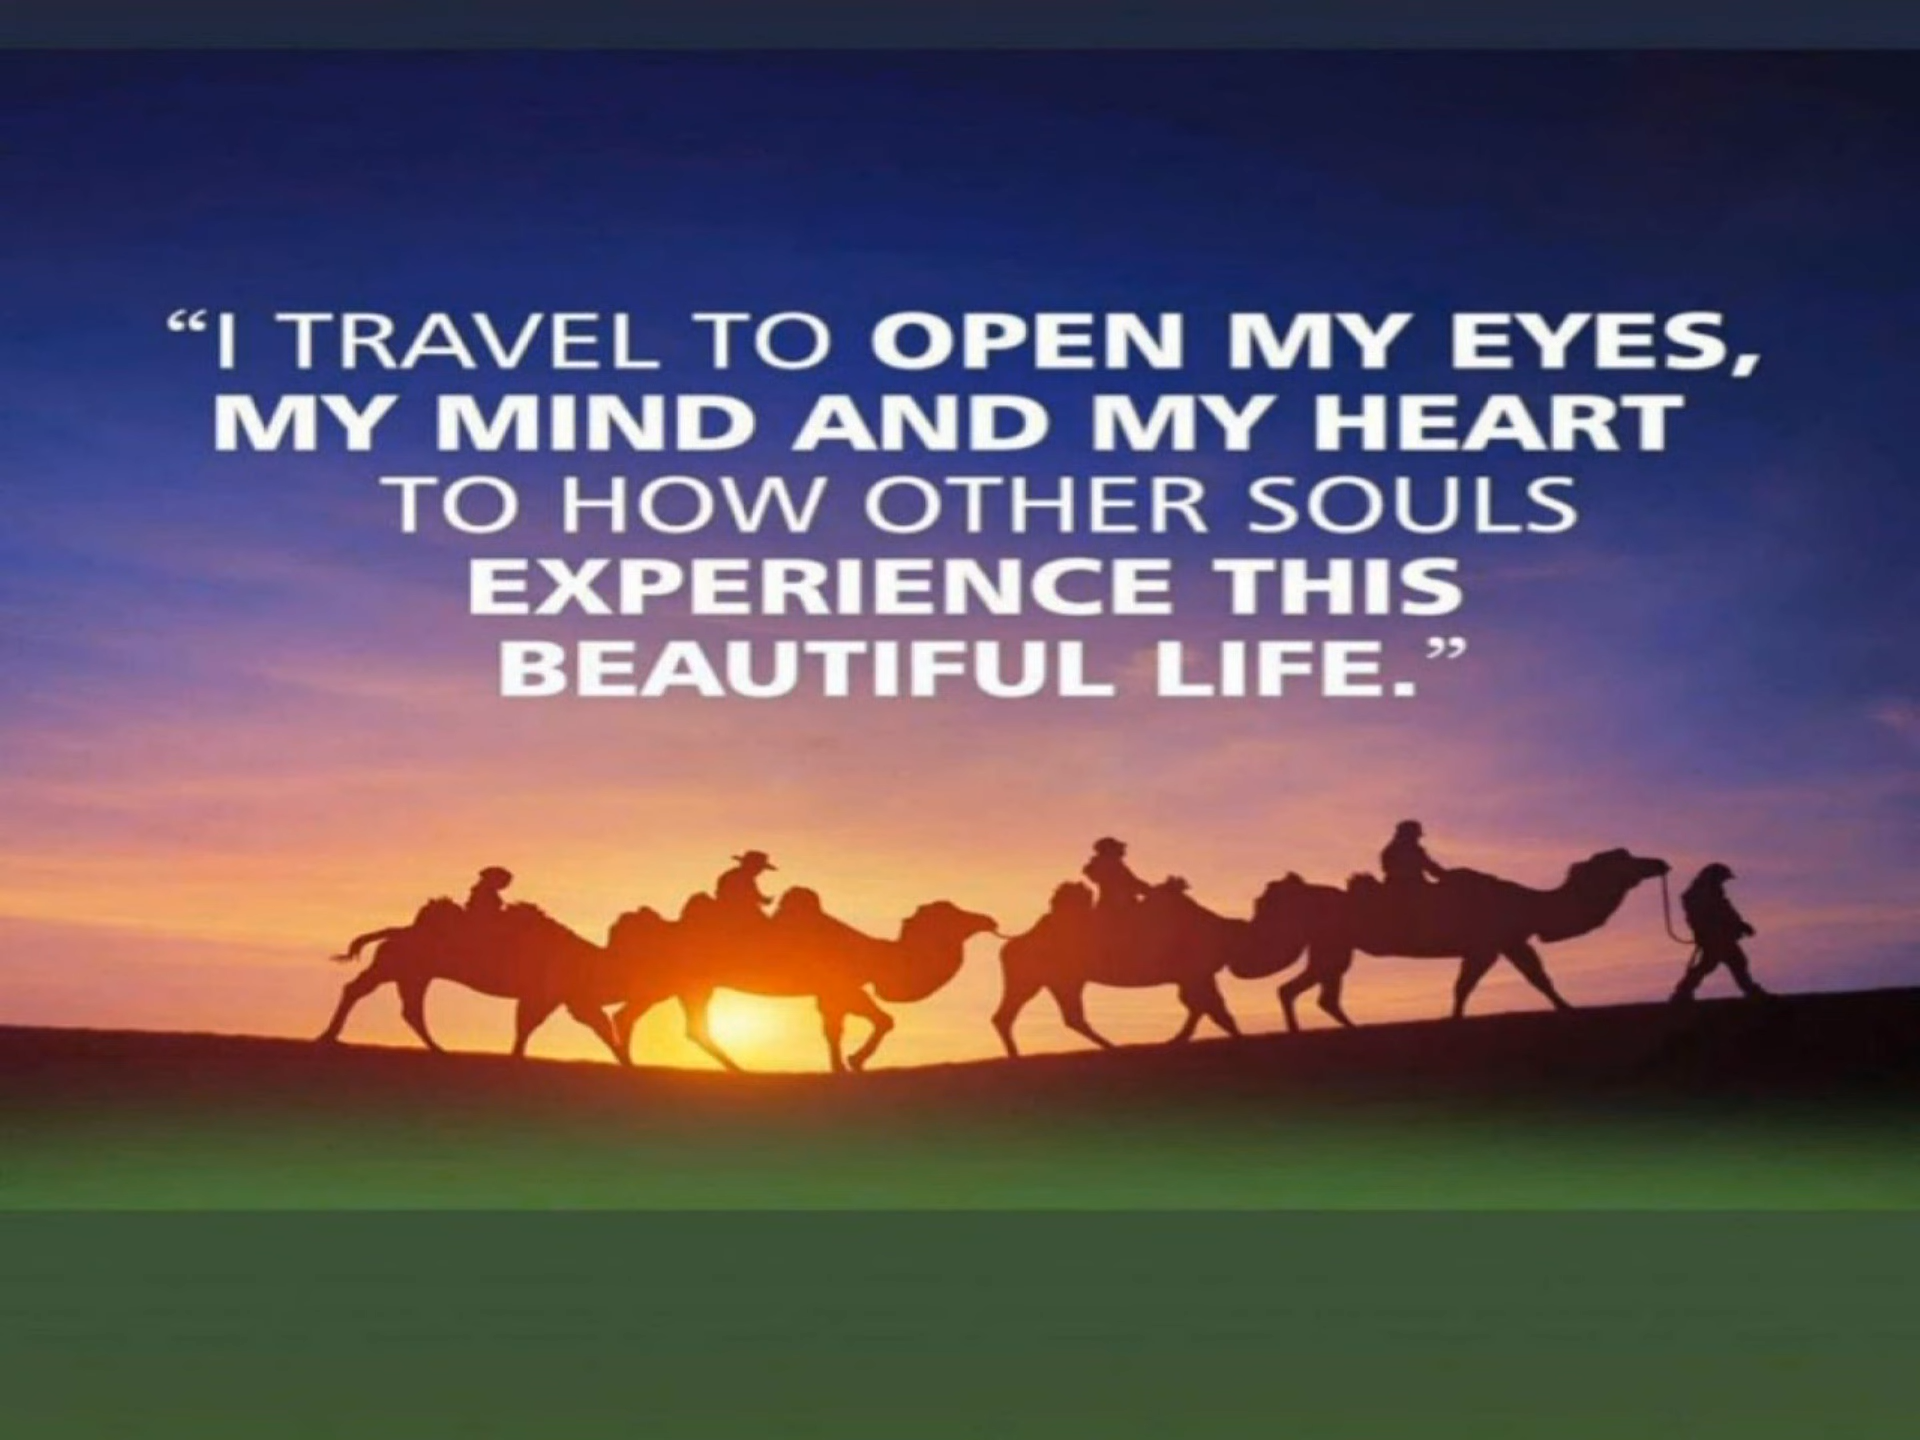 “I TRAVEL TO OPEN MY EYES,
MY MIND AND MY HEART
TO HOW OTHER SOULS
EXPERIENCE THIS
BEAUTIFUL LIFE.”